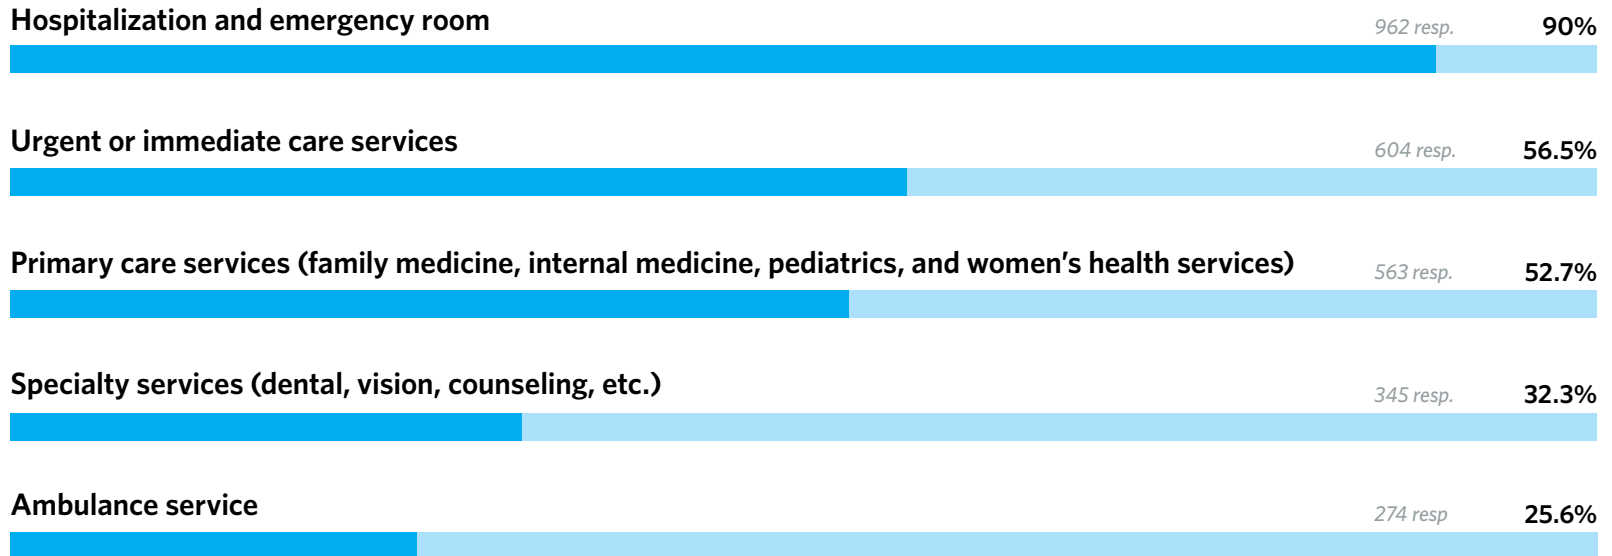 Hospitalization and emergency room 962 resp. 90%
Urgent or immediate care services 604 resp. 56.5%
Primary care services (family medicine, internal medicine, pediatrics, and women’s health services) 563 resp. 52.7%
Specialty services (dental, vision, counseling, etc.) 345 resp. 32.3%
Ambulance service 274 resp 25.6%